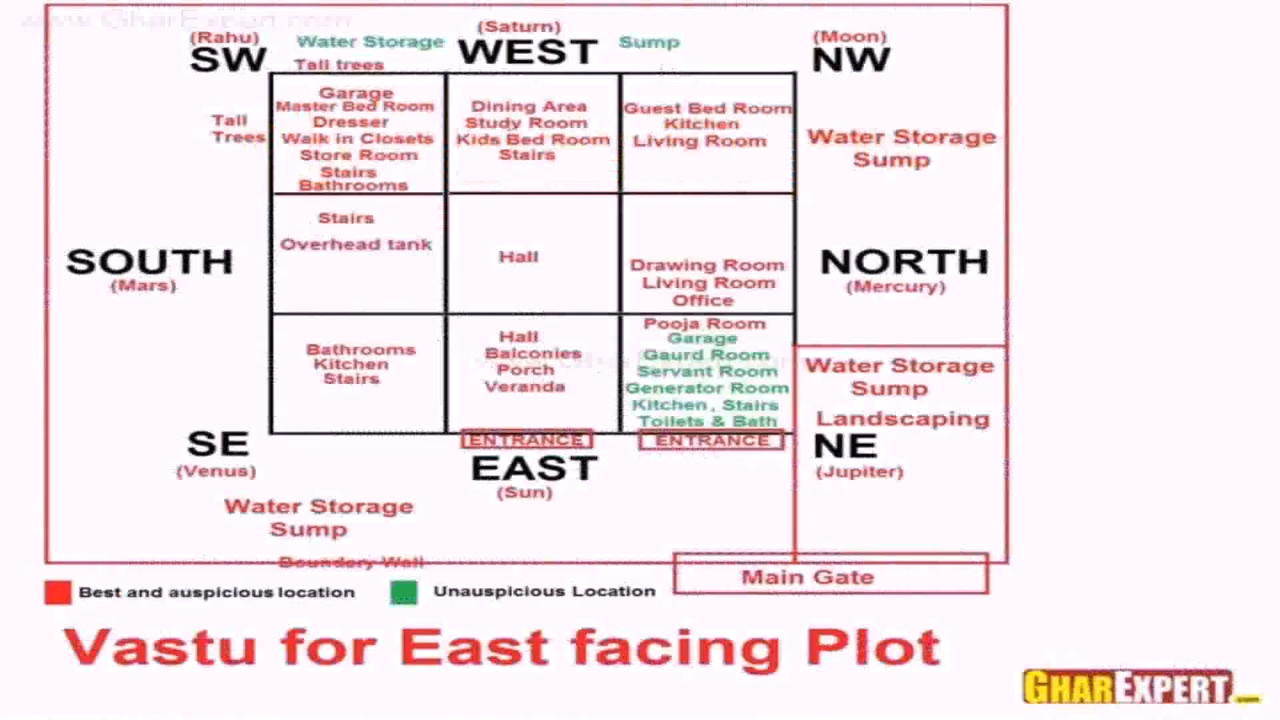 www.GharExpert.com
(Rahu)
SW
Water Storage
Tall trees
(Saturn)
WEST
Sump
(Moon)
NW
Tall
Trees
Garage
Master Bed Room
Dresser
Walk in Closets
Store Room
Stairs
Bathrooms
Dining Area
Study Room
Kids Bed Room
Stairs
Guest Bed Room
Kitchen
Living Room
Water Storage
Sump
SOUTH
(Mars)
Stairs
Overhead tank
Hall
Drawing Room
Living Room
Office
NORTH
(Mercury)
Bathrooms
Kitchen
Stairs
Hall
Balconies
Porch
Veranda
Pooja Room
Garage
Gaurd Room
Servant Room
Generator Room
Kitchen, Stairs
Toilets & Bath
Water Storage
Sump
Landscaping
NE
(Jupiter)
SE
(Venus)
ENTRANCE
ENTRANCE
EAST
(Sun)
Water Storage
Sump
Boundary Wall
Main Gate
Best and auspicious location
Unauspicious Location
Vastu for East facing Plot
GHAREXPERT.com